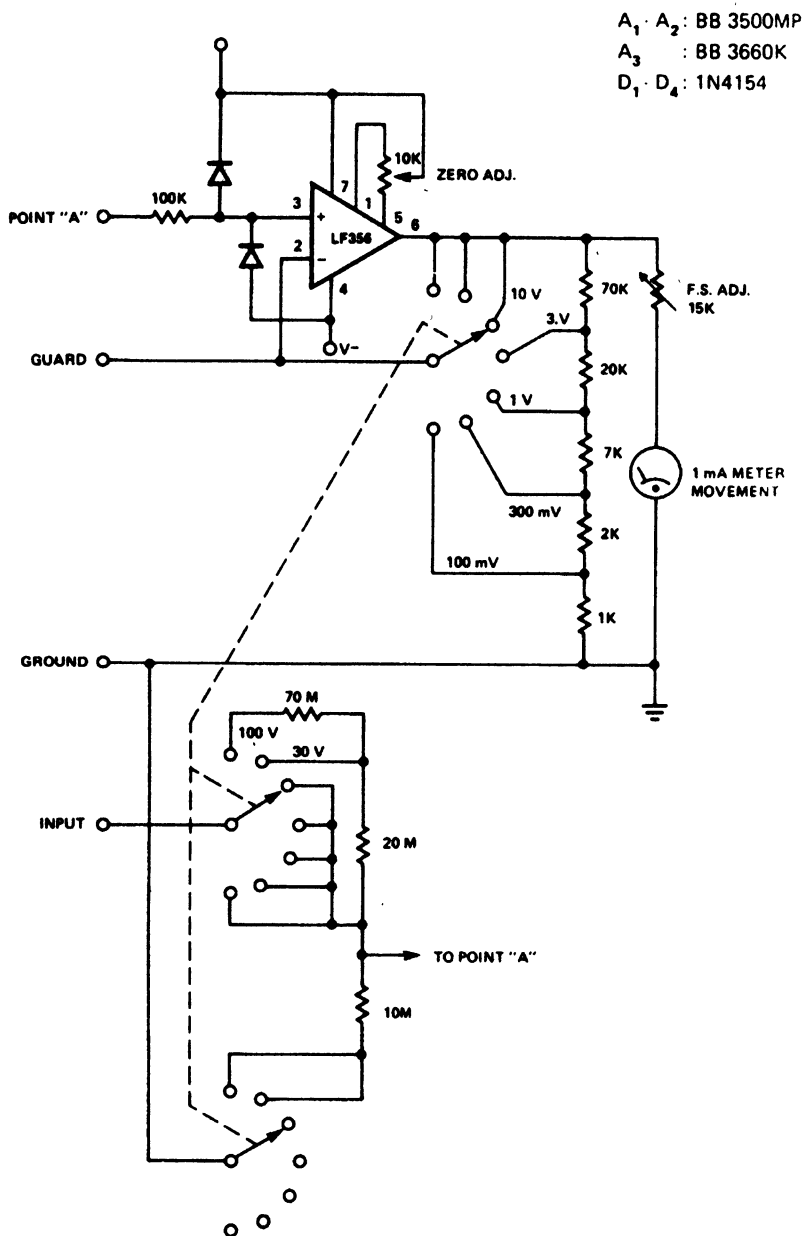 A₁ · A₂: BB 3500MP
A₃ : BB 3660K
D₁ · D₄: 1N4154
10K
ZERO ADJ.
7
1
100K
3
5
6
POINT "A"
+
LF356
2
−
4
10 V
70K
F.S. ADJ.
15K
3.V
V−
GUARD
20K
1 V
7K
1 mA METER
MOVEMENT
300 mV
2K
100 mV
1K
GROUND
70 M
100 V
30 V
INPUT
20 M
TO POINT "A"
10M